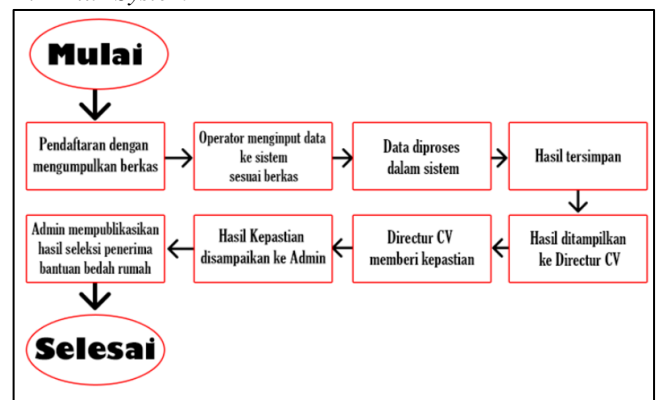 Mulai
Pendaftaran dengan
mengumpulkan berkas
Operator menginput data
ke sistem
sesuai berkas
Data diproses
dalam sistem
Hasil tersimpan
Hasil ditampilkan
ke Directur CV
Directur CV
memberi kepastian
Hasil Kepastian
disampaikan ke Admin
Admin mempublikasikan
hasil seleksi penerima
bantuan bedah rumah
Selesai